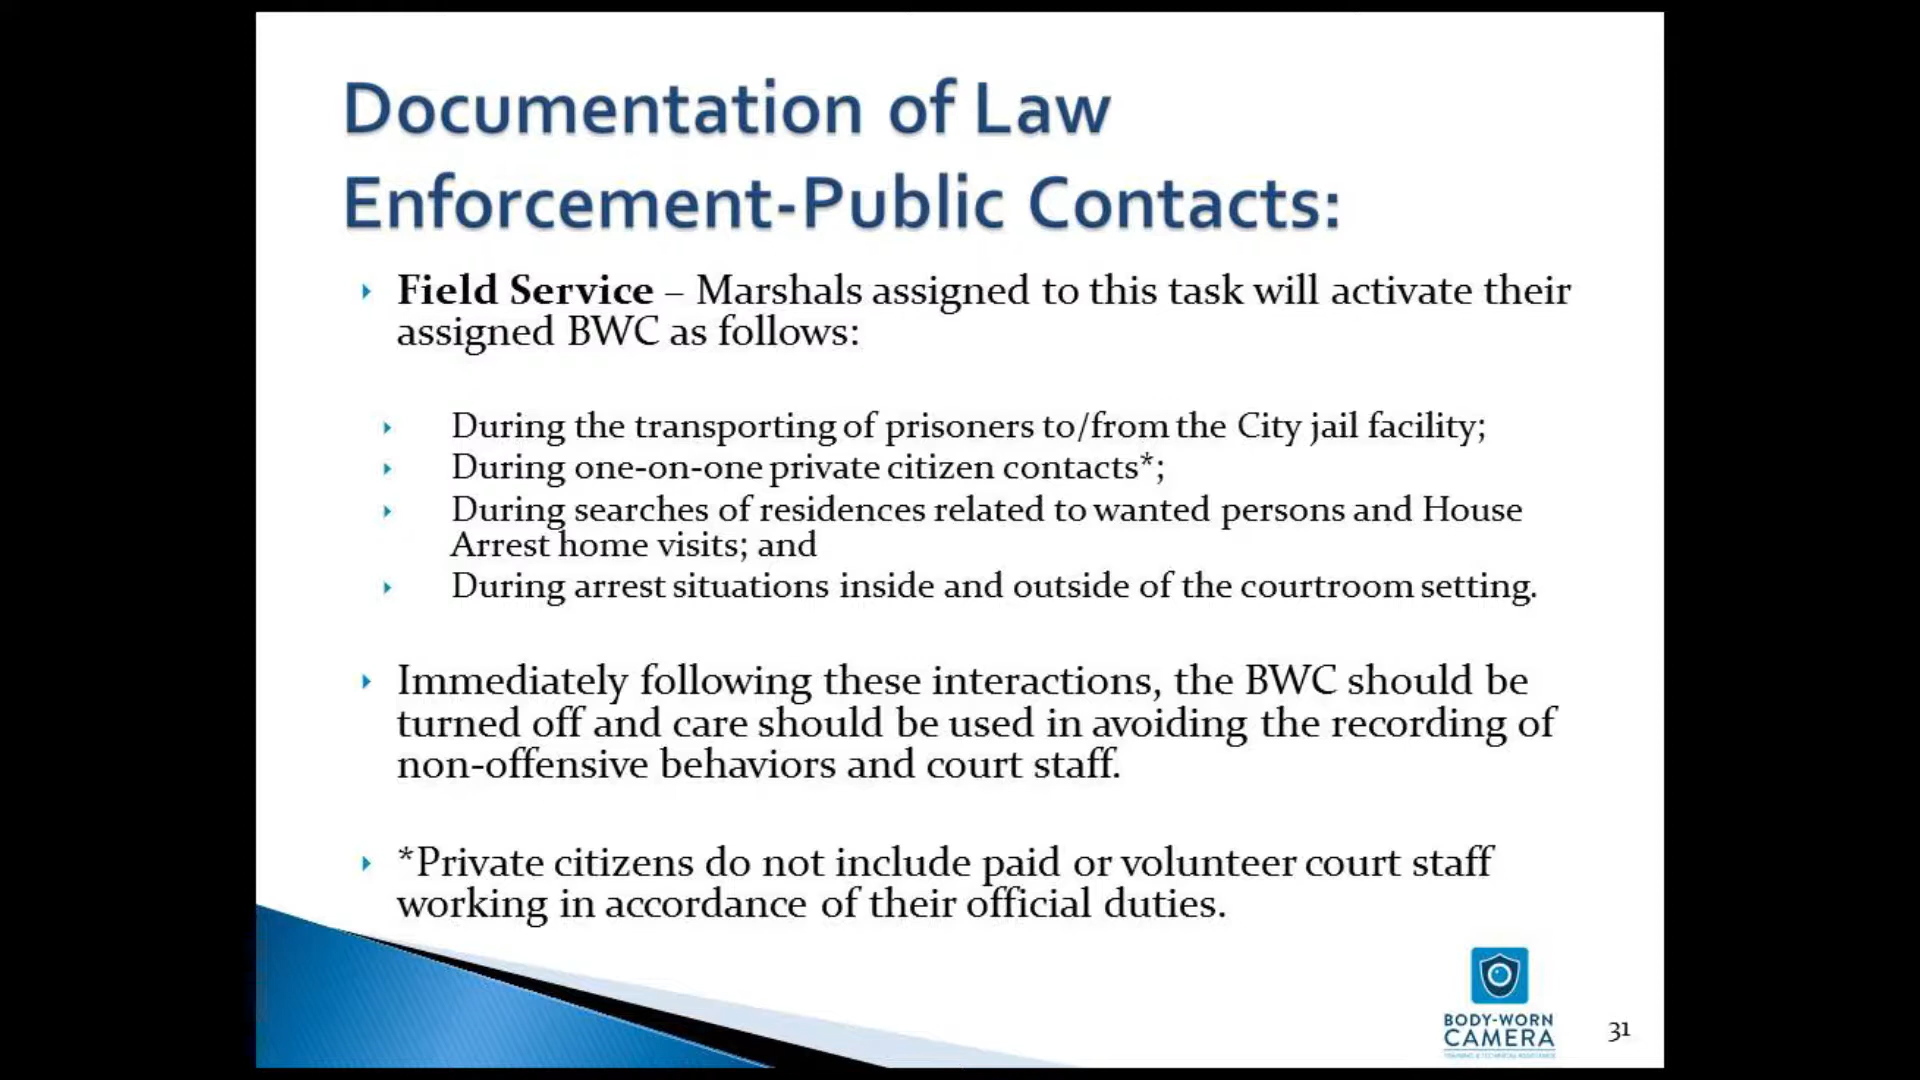 Documentation of Law
Enforcement-Public Contacts:
Field Service – Marshals assigned to this task will activate their
assigned BWC as follows:
During the transporting of prisoners to/from the City jail facility;
During one-on-one private citizen contacts*;
During searches of residences related to wanted persons and House
Arrest home visits; and
During arrest situations inside and outside of the courtroom setting.
Immediately following these interactions, the BWC should be
turned off and care should be used in avoiding the recording of
non-offensive behaviors and court staff.
*Private citizens do not include paid or volunteer court staff
working in accordance of their official duties.
BODY-WORN
CAMERA
TRAINING & TECHNICAL ASSISTANCE
31